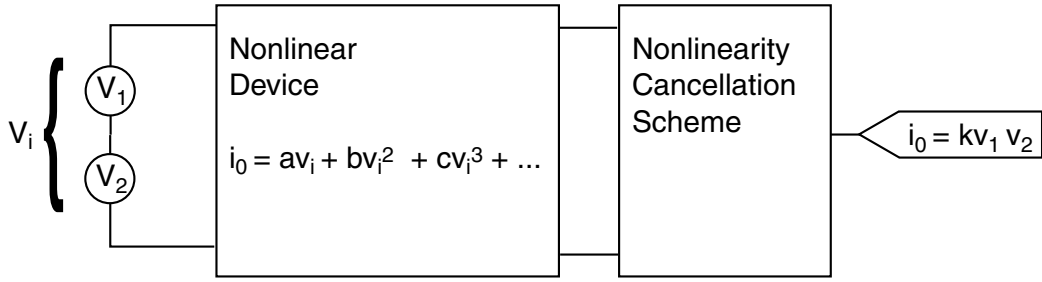 Nonlinear
Device
Nonlinearity
Cancellation
Scheme
V₁
Vᵢ
V₂
i₀ = avᵢ + bvᵢ² + cvᵢ³ + ...
i₀ = kv₁ v₂